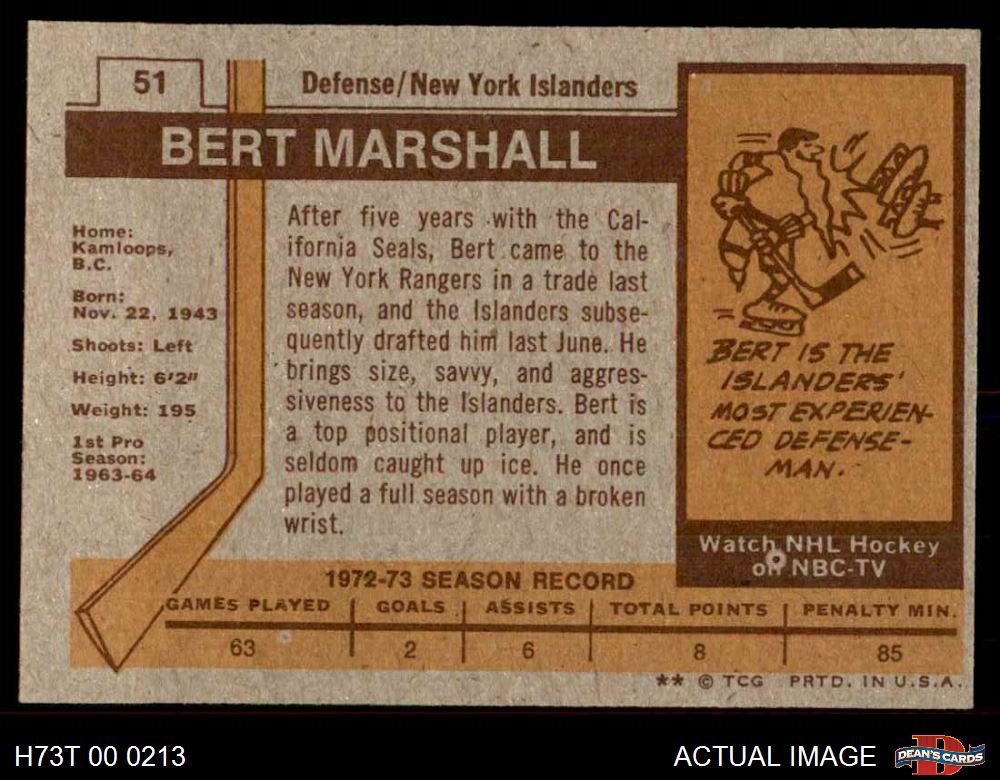 51
Defense/New York Islanders
BERT MARSHALL
Home:
Kamloops,
B.C.
Born:
Nov. 22, 1943
Shoots: Left
Height: 6'2"
Weight: 195
1st Pro
Season:
1963-64
After five years with the Cal-
ifornia Seals, Bert came to the
New York Rangers in a trade last
season, and the Islanders subse-
quently drafted him last June. He
brings size, savvy, and aggres-
siveness to the Islanders. Bert is
a top positional player, and is
seldom caught up ice. He once
played a full season with a broken
wrist.
BERT IS THE
ISLANDERS'
MOST EXPERIEN-
CED DEFENSE-
MAN.
Watch NHL Hockey
on NBC-TV
1972-73 SEASON RECORD
GAMES PLAYED GOALS ASSISTS TOTAL POINTS PENALTY MIN.
63 2 6 8 85
** © TCG PRTD. IN U.S.A.
H73T 00 0213
ACTUAL IMAGE
DEAN'S CARDS